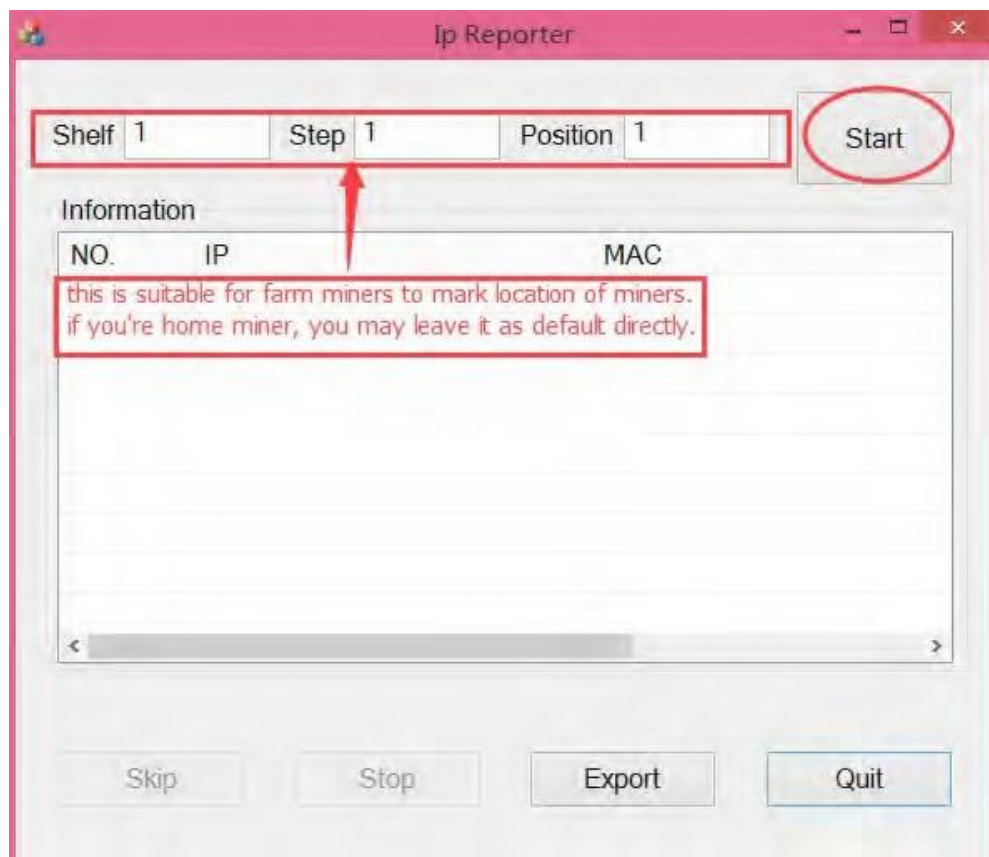 Ip Reporter
Shelf 1 Step 1 Position 1 Start
Information
NO. IP MAC
this is suitable for farm miners to mark location of miners.
if you're home miner, you may leave it as default directly.
Skip Stop Export Quit